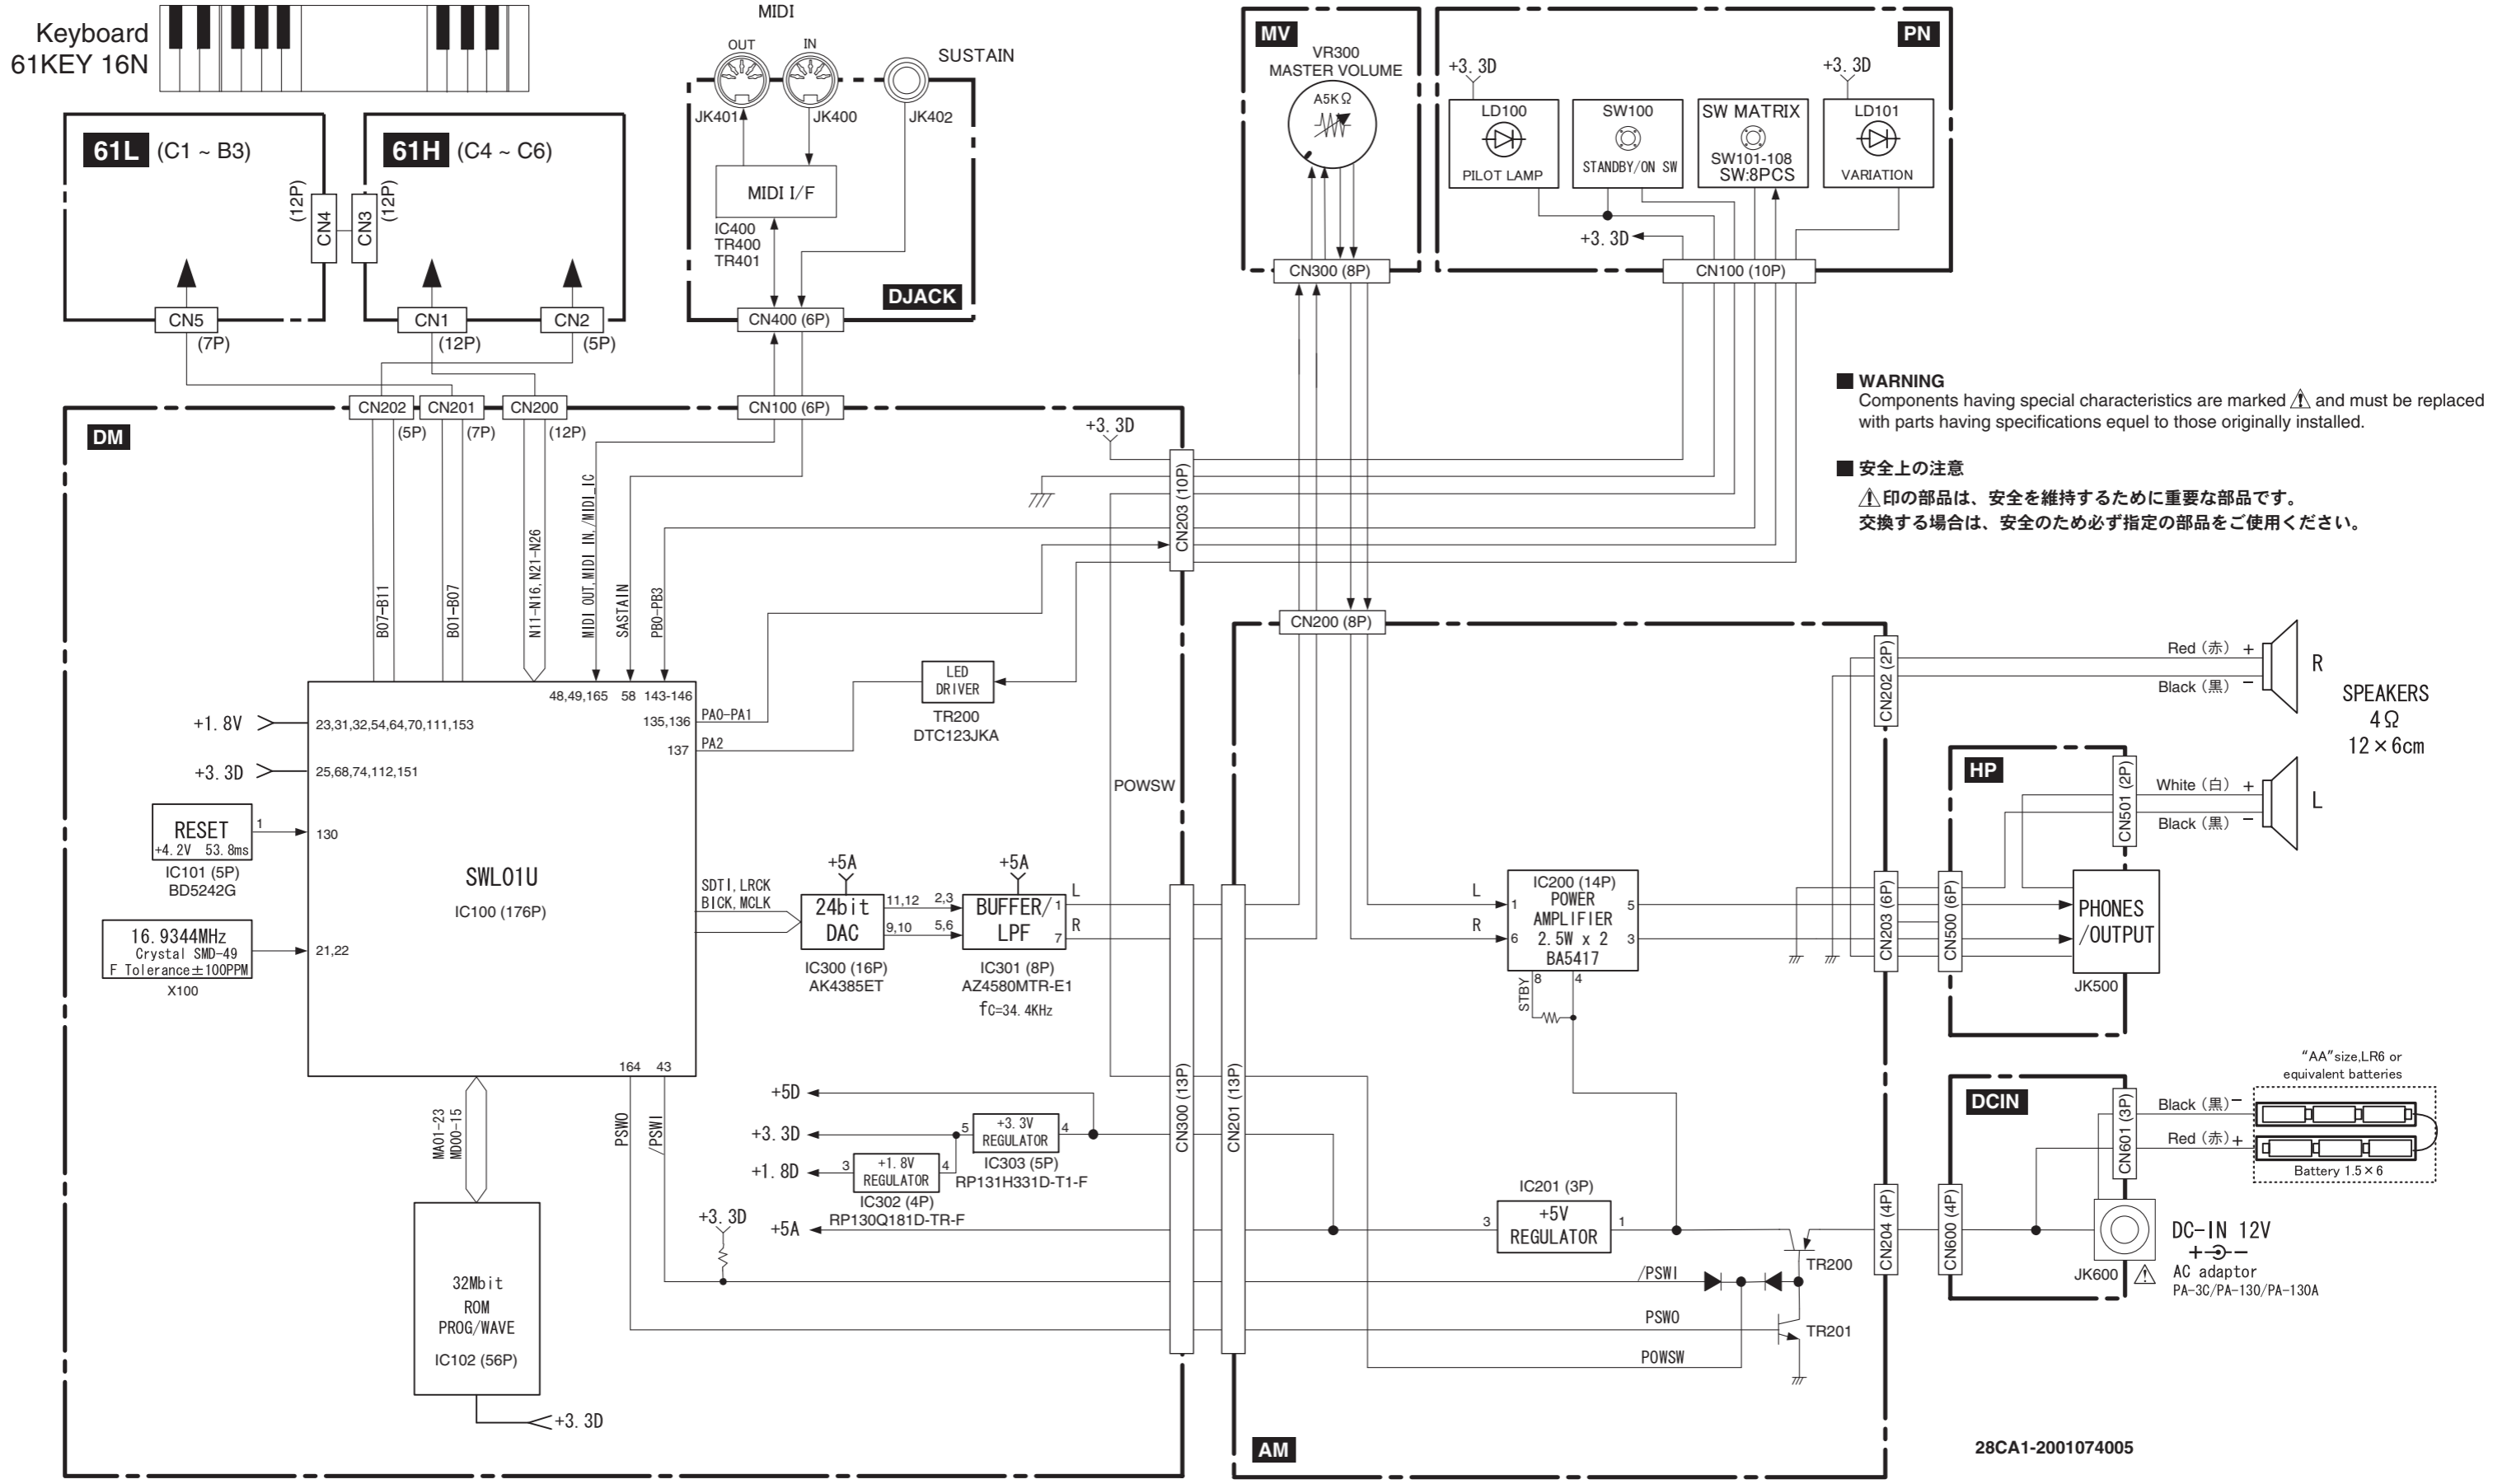 Keyboard
61KEY 16N
61L (C1 ~ B3)
61H (C4 ~ C6)
CN4
(12P)
CN3
(12P)
CN5
(7P)
CN1
(12P)
CN2
(5P)
MIDI
OUT
IN
SUSTAIN
JK401
JK400
JK402
MIDI I/F
IC400
TR400
TR401
DJACK
CN400 (6P)
MV
VR300
MASTER VOLUME
A5KΩ
CN300 (8P)
PN
+3.3D
LD100
PILOT LAMP
SW100
STANDBY/ON SW
SW MATRIX
SW101-108
SW:8PCS
+3.3D
LD101
VARIATION
+3.3D
CN100 (10P)
■ WARNING
Components having special characteristics are marked ⚠ and must be replaced
with parts having specifications equel to those originally installed.
■ 安全上の注意
⚠印の部品は、安全を維持するために重要な部品です。
交換する場合は、安全のため必ず指定の部品をご使用ください。
DM
CN202
(5P)
CN201
(7P)
CN200
(12P)
CN100 (6P)
+3.3D
CN203 (10P)
B07-B11
B01-B07
N11-N16,N21-N26
MIDI OUT,MIDI IN,/MIDI_IC
SASTAIN
PB0-PB3
48,49,165
58
143-146
135,136
PA0-PA1
137
PA2
LED
DRIVER
TR200
DTC123JKA
POWSW
+1.8V
23,31,32,54,64,70,111,153
+3.3D
25,68,74,112,151
RESET
+4.2V 53.8ms
1
130
IC101 (5P)
BD5242G
16.9344MHz
Crystal SMD-49
F Tolerance±100PPM
X100
21,22
SWL01U
IC100 (176P)
SDTI,LRCK
BICK,MCLK
+5A
24bit
DAC
IC300 (16P)
AK4385ET
11,12
2,3
9,10
5,6
+5A
BUFFER/
LPF
1
7
L
R
IC301 (8P)
AZ4580MTR-E1
fc=34.4KHz
164
43
PSWO
/PSWI
MA01-23
MD00-15
32Mbit
ROM
PROG/WAVE
IC102 (56P)
+3.3D
+5D
+3.3D
5
+3.3V
REGULATOR
4
IC303 (5P)
RP131H331D-T1-F
+1.8D
3
+1.8V
REGULATOR
4
IC302 (4P)
RP130Q181D-TR-F
+3.3D
+5A
CN300 (13P)
CN201 (13P)
CN200 (8P)
AM
L
R
1
6
IC200 (14P)
POWER
AMPLIFIER
2.5W x 2
BA5417
5
3
STBY
8
4
IC201 (3P)
3
+5V
REGULATOR
1
TR200
/PSWI
PSWO
TR201
POWSW
CN202 (2P)
CN203 (6P)
CN204 (4P)
Red (赤) +
Black (黒) −
R
SPEAKERS
4Ω
12×6cm
HP
CN501 (2P)
White (白) +
Black (黒) −
L
CN500 (6P)
PHONES
/OUTPUT
JK500
DCIN
CN600 (4P)
CN601 (3P)
Black (黒) −
Red (赤) +
"AA" size,LR6 or
equivalent batteries
Battery 1.5×6
JK600 ⚠
DC-IN 12V
+ −
AC adaptor
PA-3C/PA-130/PA-130A
28CA1-2001074005